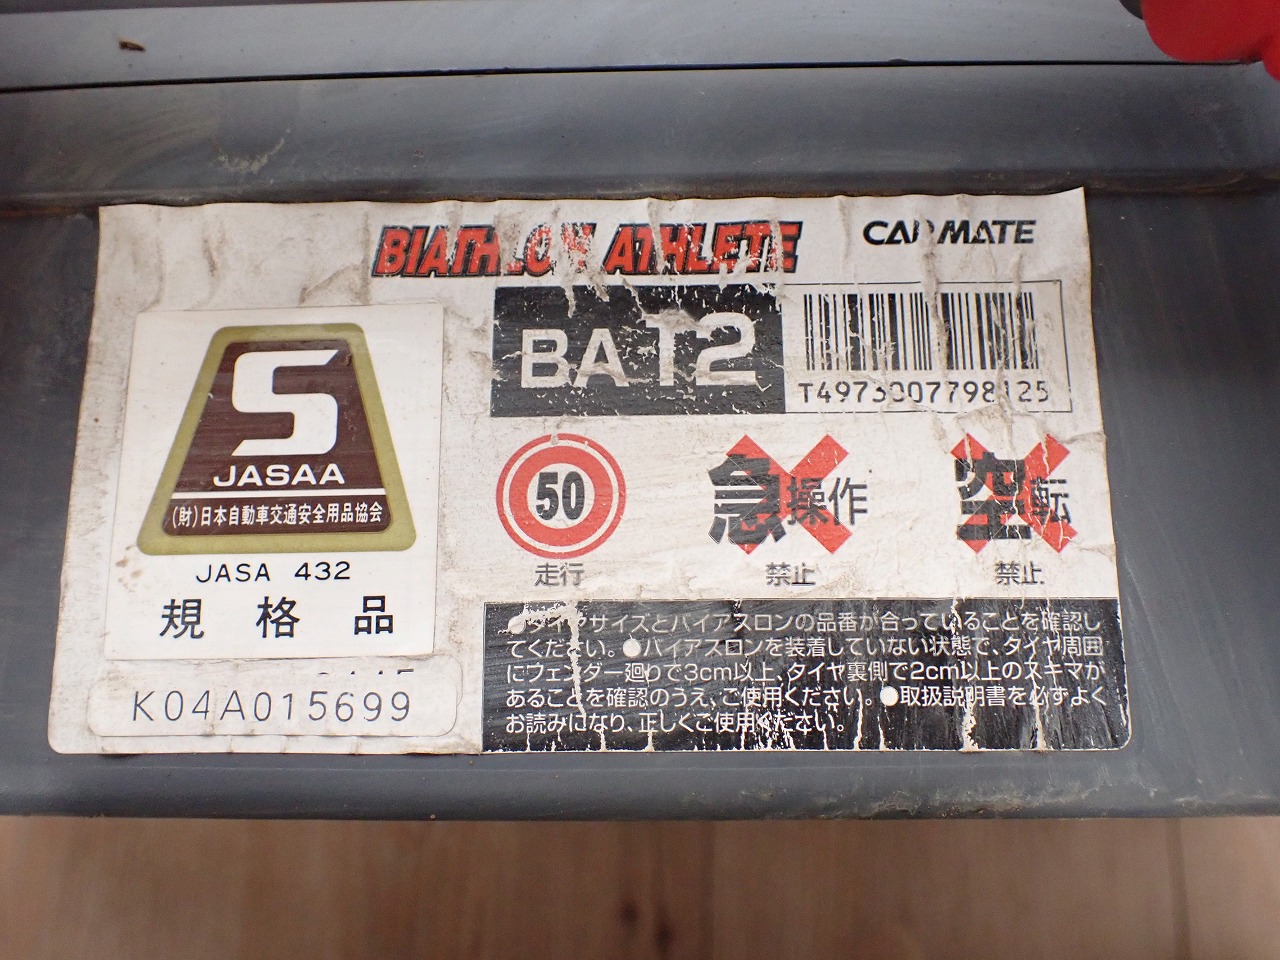 BIATHLON ATHLETE
CARMATE
BAT2
T4973007798125
S
JASAA
(財)日本自動車交通安全用品協会
JASA 432
規格品
K04A015699
50
走行
急操作
禁止
空転
禁止
●タイヤサイズとバイアスロンの品番が合っていることを確認し
てください。●バイアスロンを装着していない状態で、タイヤ周囲
にフェンダー廻りで3cm以上、タイヤ裏側で2cm以上のスキマが
あることを確認のうえ、ご使用ください。●取扱説明書を必ずよく
お読みになり、正しくご使用ください。